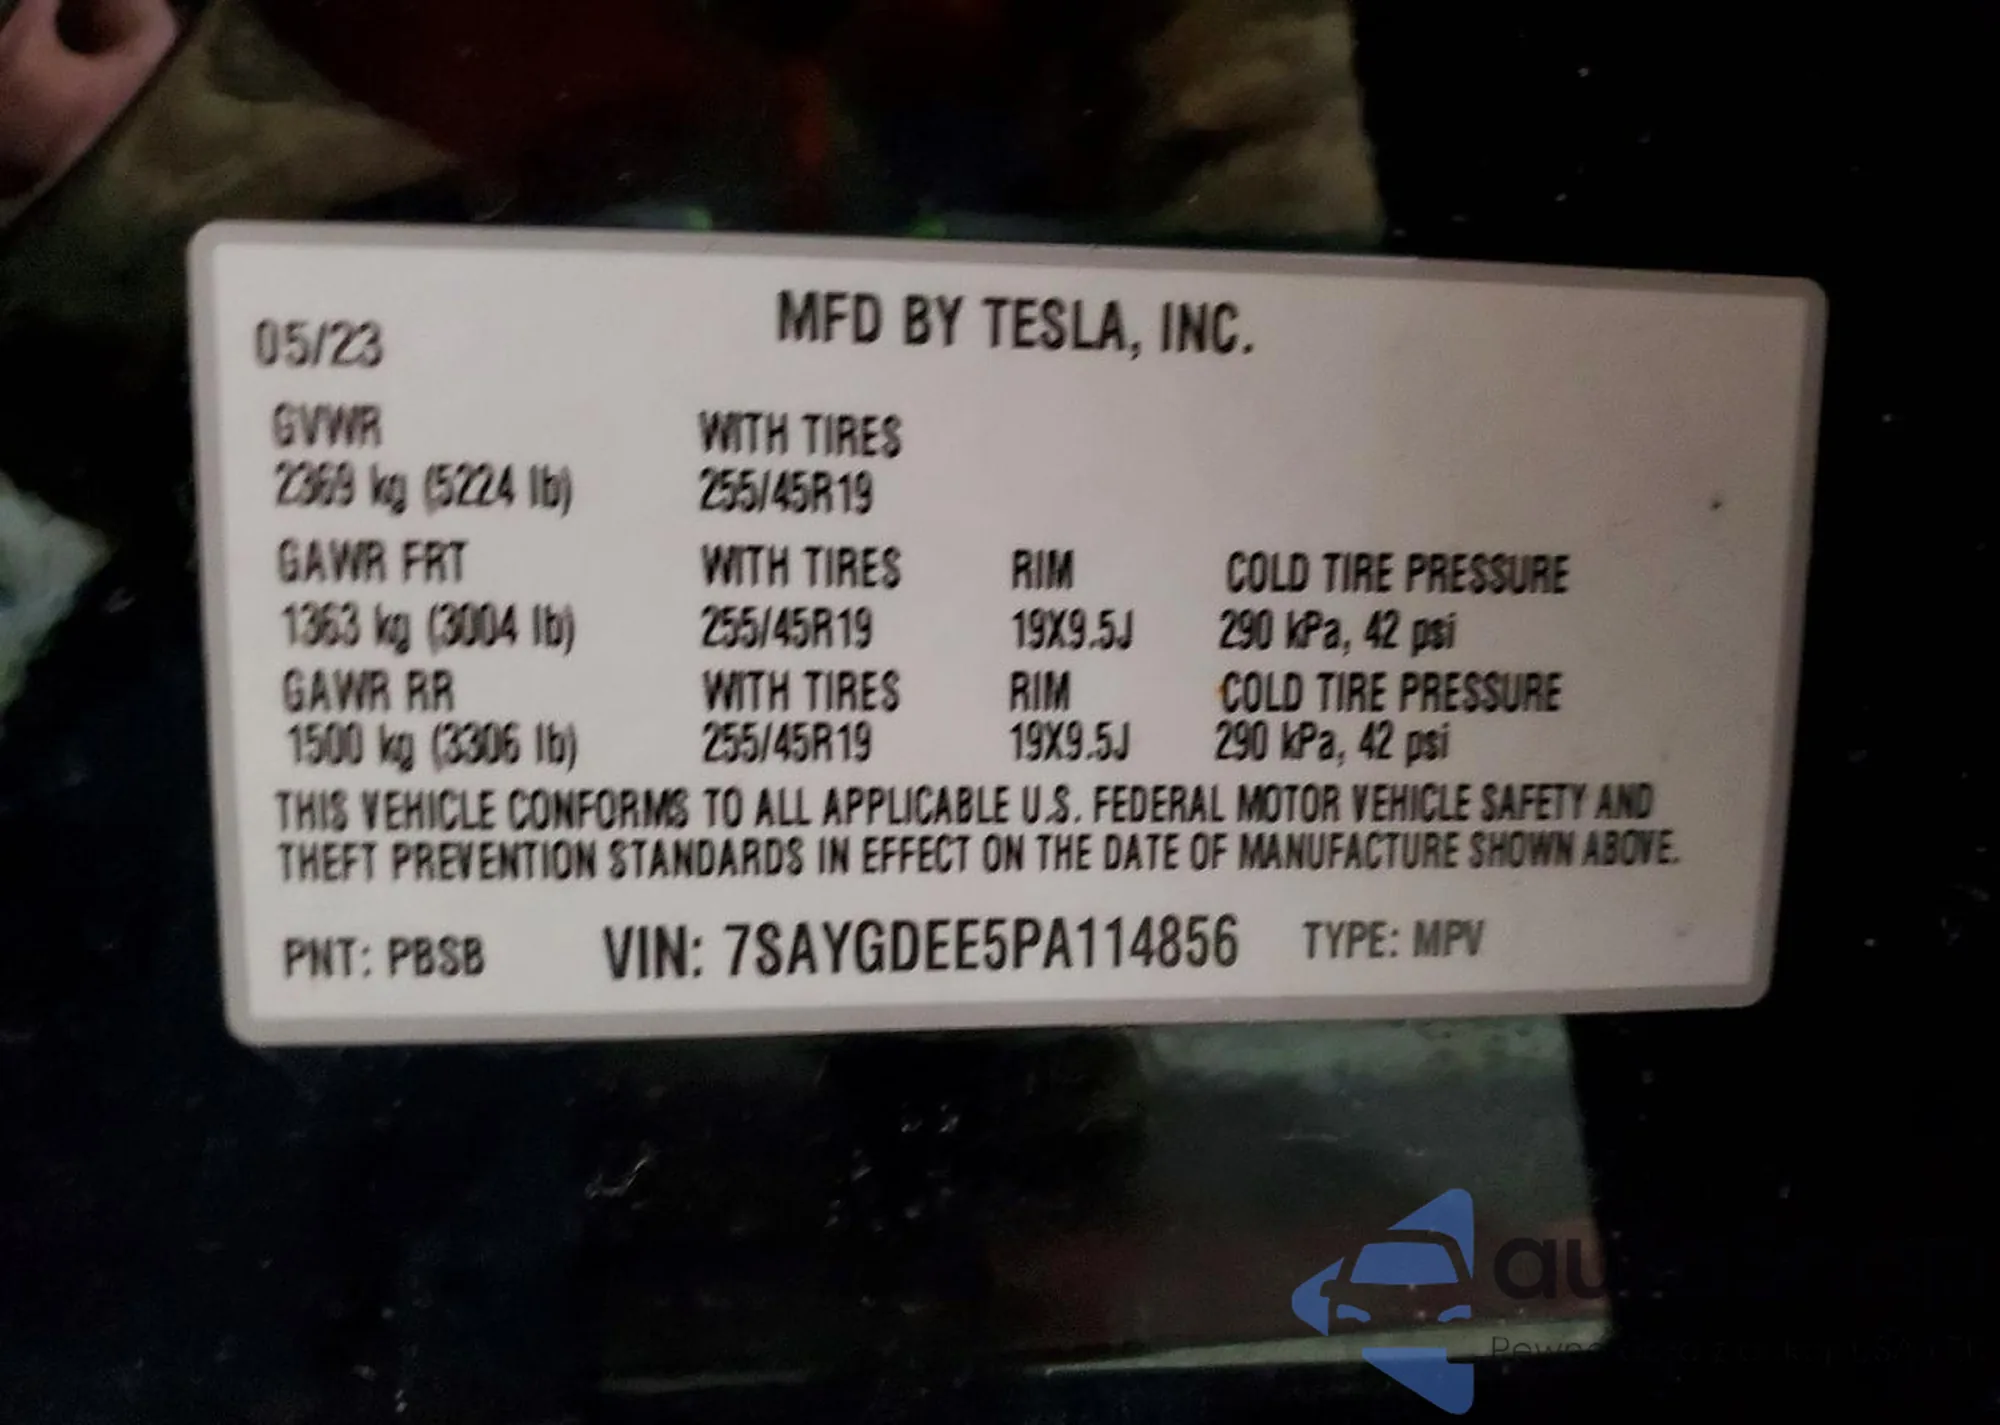 05/23 MFD BY TESLA, INC.
GVWR WITH TIRES
2369 kg (5224 lb) 255/45R19
GAWR FRT WITH TIRES RIM COLD TIRE PRESSURE
1363 kg (3004 lb) 255/45R19 19X9.5J 290 kPa, 42 psi
GAWR RR WITH TIRES RIM COLD TIRE PRESSURE
1500 kg (3306 lb) 255/45R19 19X9.5J 290 kPa, 42 psi
THIS VEHICLE CONFORMS TO ALL APPLICABLE U.S. FEDERAL MOTOR VEHICLE SAFETY AND
THEFT PREVENTION STANDARDS IN EFFECT ON THE DATE OF MANUFACTURE SHOWN ABOVE.
PNT: PBSB VIN: 7SAYGDEE5PA114856 TYPE: MPV